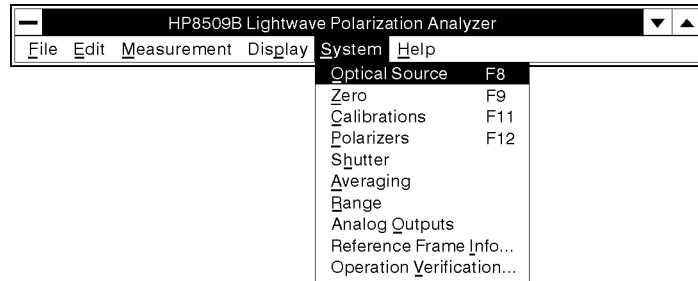 HP8509B Lightwave Polarization Analyzer
File Edit Measurement Display System Help
Optical Source F8
Zero F9
Calibrations F11
Polarizers F12
Shutter
Averaging
Range
Analog Outputs
Reference Frame Info...
Operation Verification...